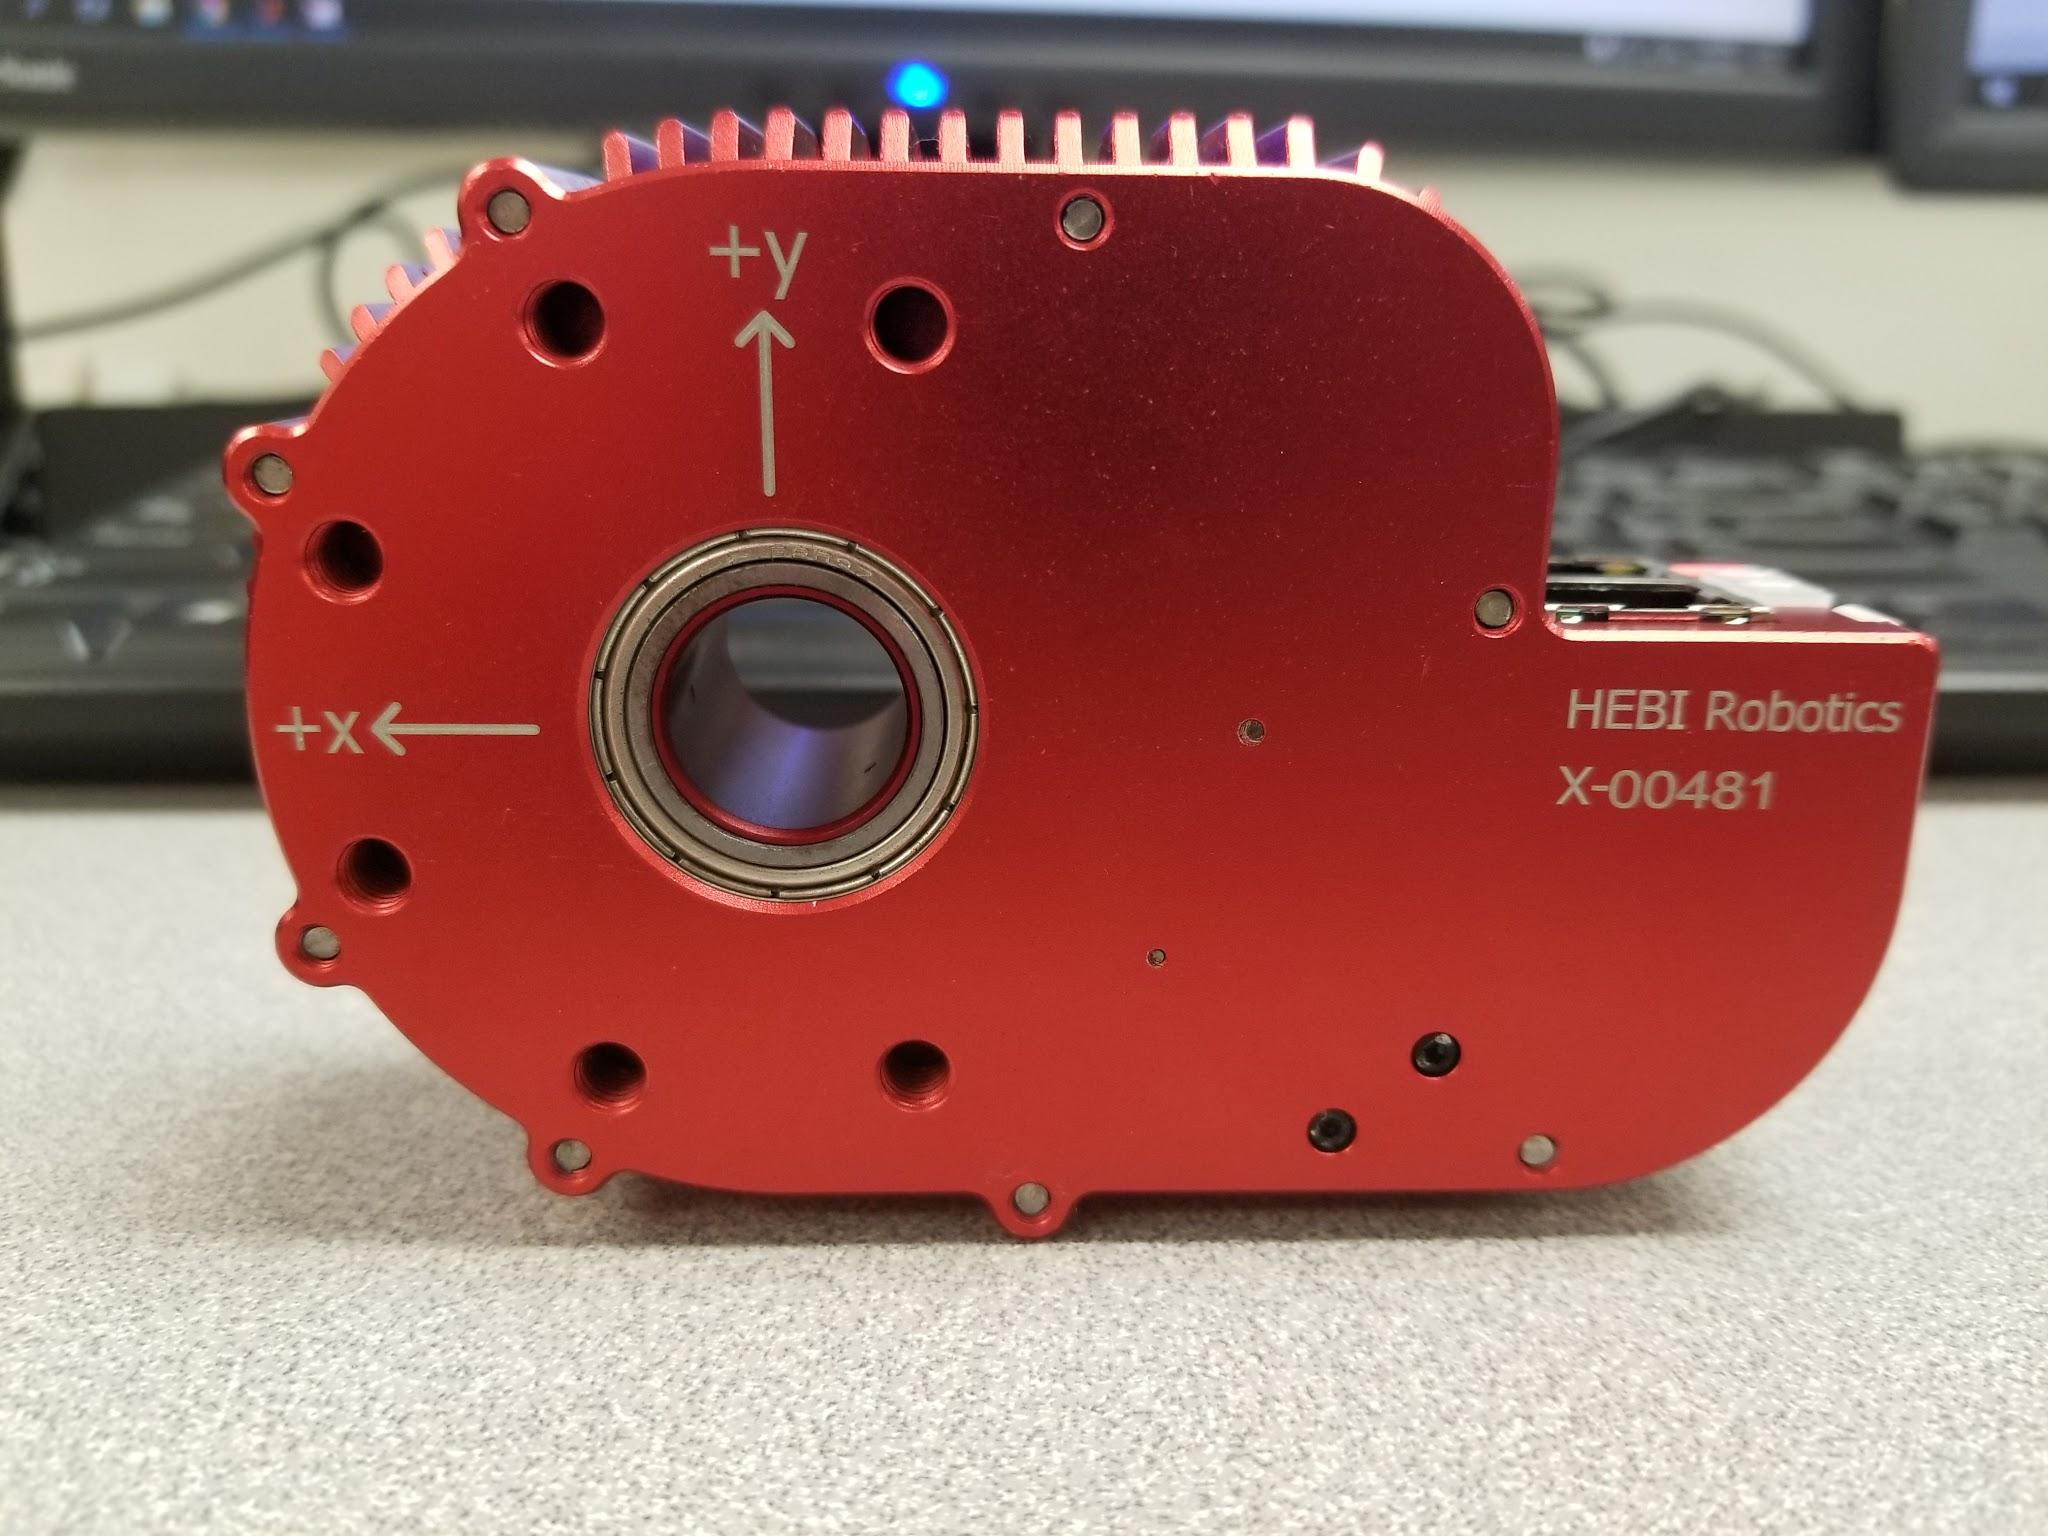 +y
+x
HEBI Robotics
X-00481